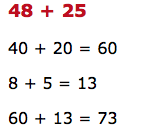 48 + 25
40 + 20 = 60
8 + 5 = 13
60 + 13 = 73